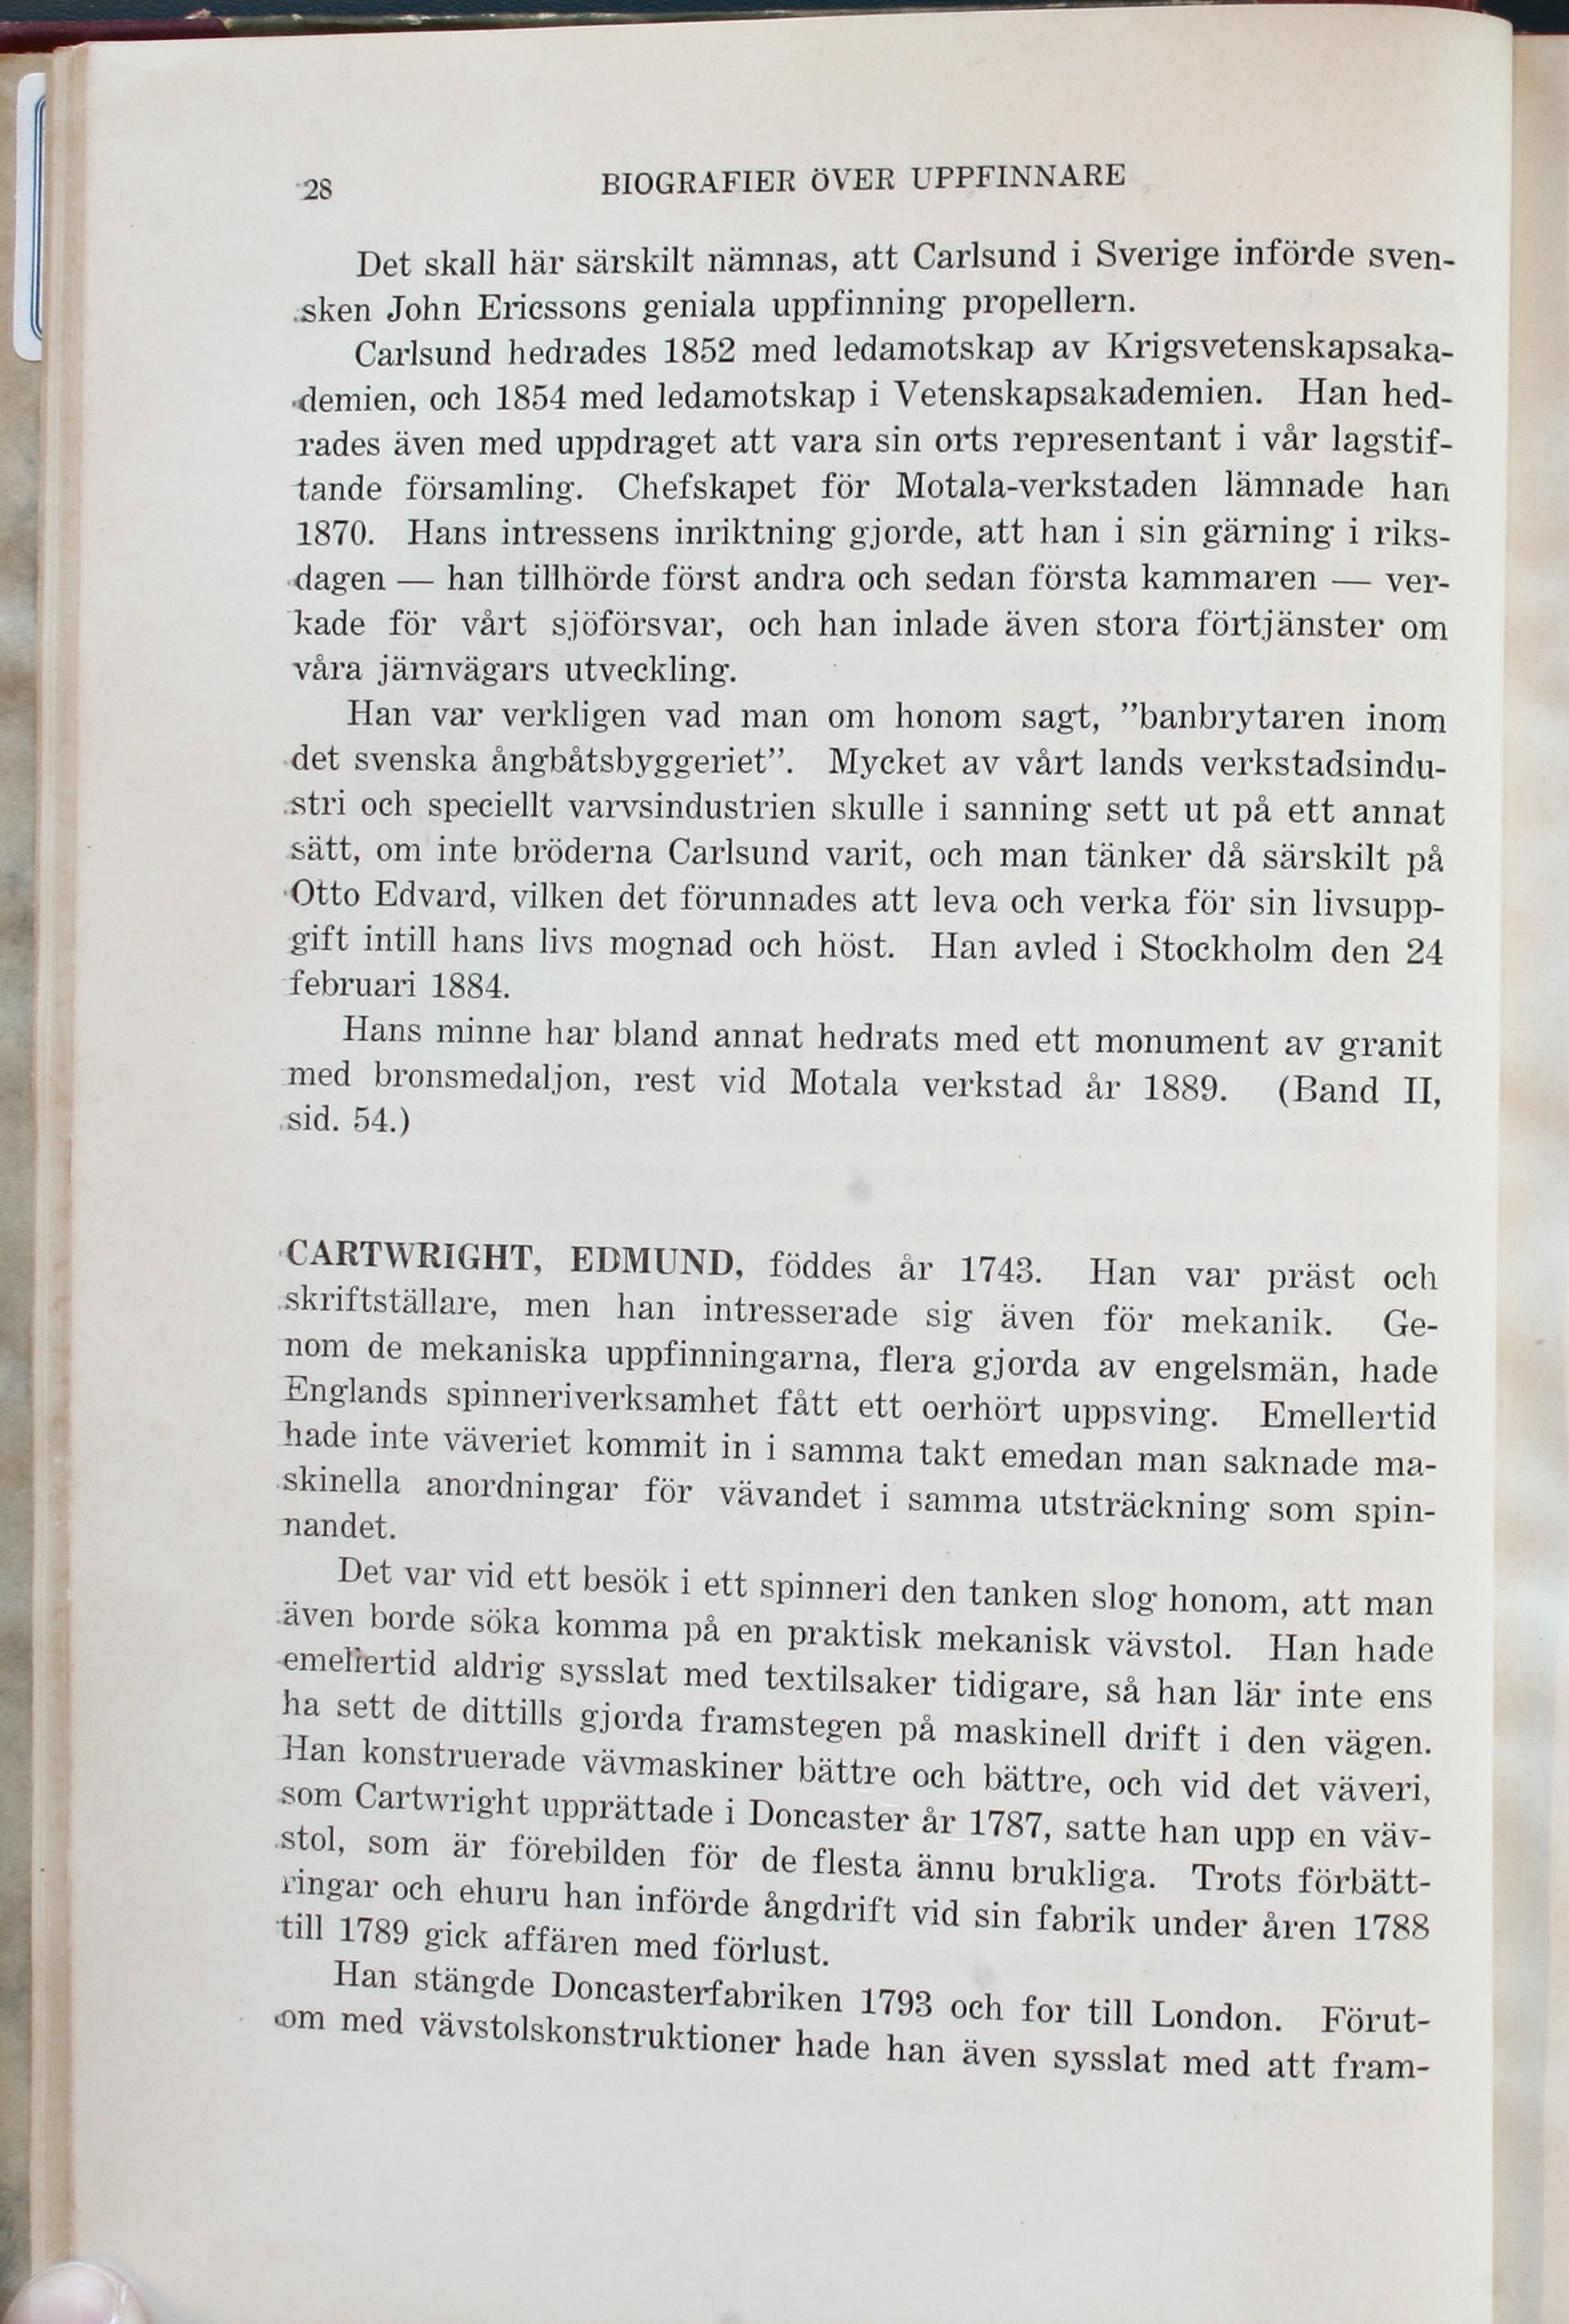 28 BIOGRAFIER ÖVER UPPFINNARE
Det skall här särskilt nämnas, att Carlsund i Sverige införde sven-
sken John Ericssons geniala uppfinning propellern.
Carlsund hedrades 1852 med ledamotskap av Krigsvetenskapsaka-
demien, och 1854 med ledamotskap i Vetenskapsakademien. Han hed-
rades även med uppdraget att vara sin orts representant i vår lagstif-
tande församling. Chefskapet för Motala-verkstaden lämnade han
1870. Hans intressens inriktning gjorde, att han i sin gärning i riks-
dagen — han tillhörde först andra och sedan första kammaren — ver-
kade för vårt sjöförsvar, och han inlade även stora förtjänster om
våra järnvägars utveckling.
Han var verkligen vad man om honom sagt, ”banbrytaren inom
det svenska ångbåtsbyggeriet”. Mycket av vårt lands verkstadsindu-
stri och speciellt varvsindustrien skulle i sanning sett ut på ett annat
sätt, om inte bröderna Carlsund varit, och man tänker då särskilt på
Otto Edvard, vilken det förunnades att leva och verka för sin livsupp-
gift intill hans livs mognad och höst. Han avled i Stockholm den 24
februari 1884.
Hans minne har bland annat hedrats med ett monument av granit
med bronsmedaljon, rest vid Motala verkstad år 1889. (Band II,
sid. 54.)
CARTWRIGHT, EDMUND, föddes år 1743. Han var präst och
skriftställare, men han intresserade sig även för mekanik. Ge-
nom de mekaniska uppfinningarna, flera gjorda av engelsmän, hade
Englands spinneriverksamhet fått ett oerhört uppsving. Emellertid
hade inte väveriet kommit in i samma takt emedan man saknade ma-
skinella anordningar för vävandet i samma utsträckning som spin-
nandet.
Det var vid ett besök i ett spinneri den tanken slog honom, att man
även borde söka komma på en praktisk mekanisk vävstol. Han hade
emellertid aldrig sysslat med textilsaker tidigare, så han lär inte ens
ha sett de dittills gjorda framstegen på maskinell drift i den vägen.
Han konstruerade vävmaskiner bättre och bättre, och vid det väveri,
som Cartwright upprättade i Doncaster år 1787, satte han upp en väv-
stol, som är förebilden för de flesta ännu brukliga. Trots förbätt-
ringar och ehuru han införde ångdrift vid sin fabrik under åren 1788
till 1789 gick affären med förlust.
Han stängde Doncasterfabriken 1793 och for till London. Förut-
om med vävstolskonstruktioner hade han även sysslat med att fram-